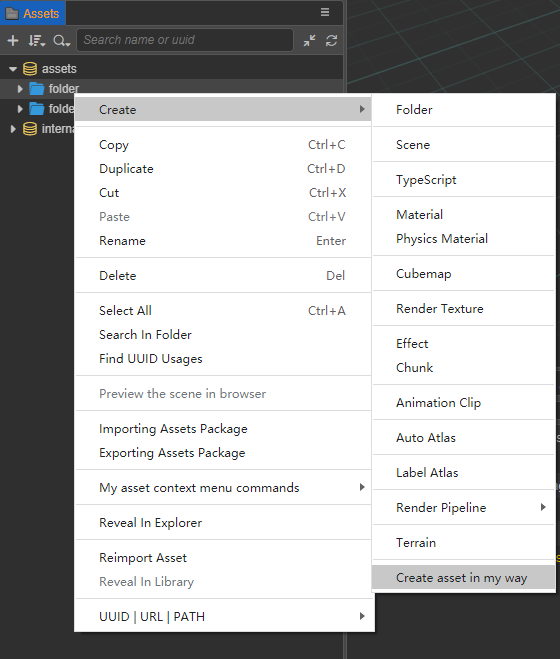 Assets
Search name or uuid
assets
folder
Create
Copy Ctrl+C
Duplicate Ctrl+D
Cut Ctrl+X
Paste Ctrl+V
Rename Enter
Delete Del
Select All Ctrl+A
Search In Folder
Find UUID Usages
Preview the scene in browser
Importing Assets Package
Exporting Assets Package
My asset context menu commands
Reveal In Explorer
Reimport Asset
Reveal In Library
UUID | URL | PATH
Folder
Scene
TypeScript
Material
Physics Material
Cubemap
Render Texture
Effect
Chunk
Animation Clip
Auto Atlas
Label Atlas
Render Pipeline
Terrain
Create asset in my way